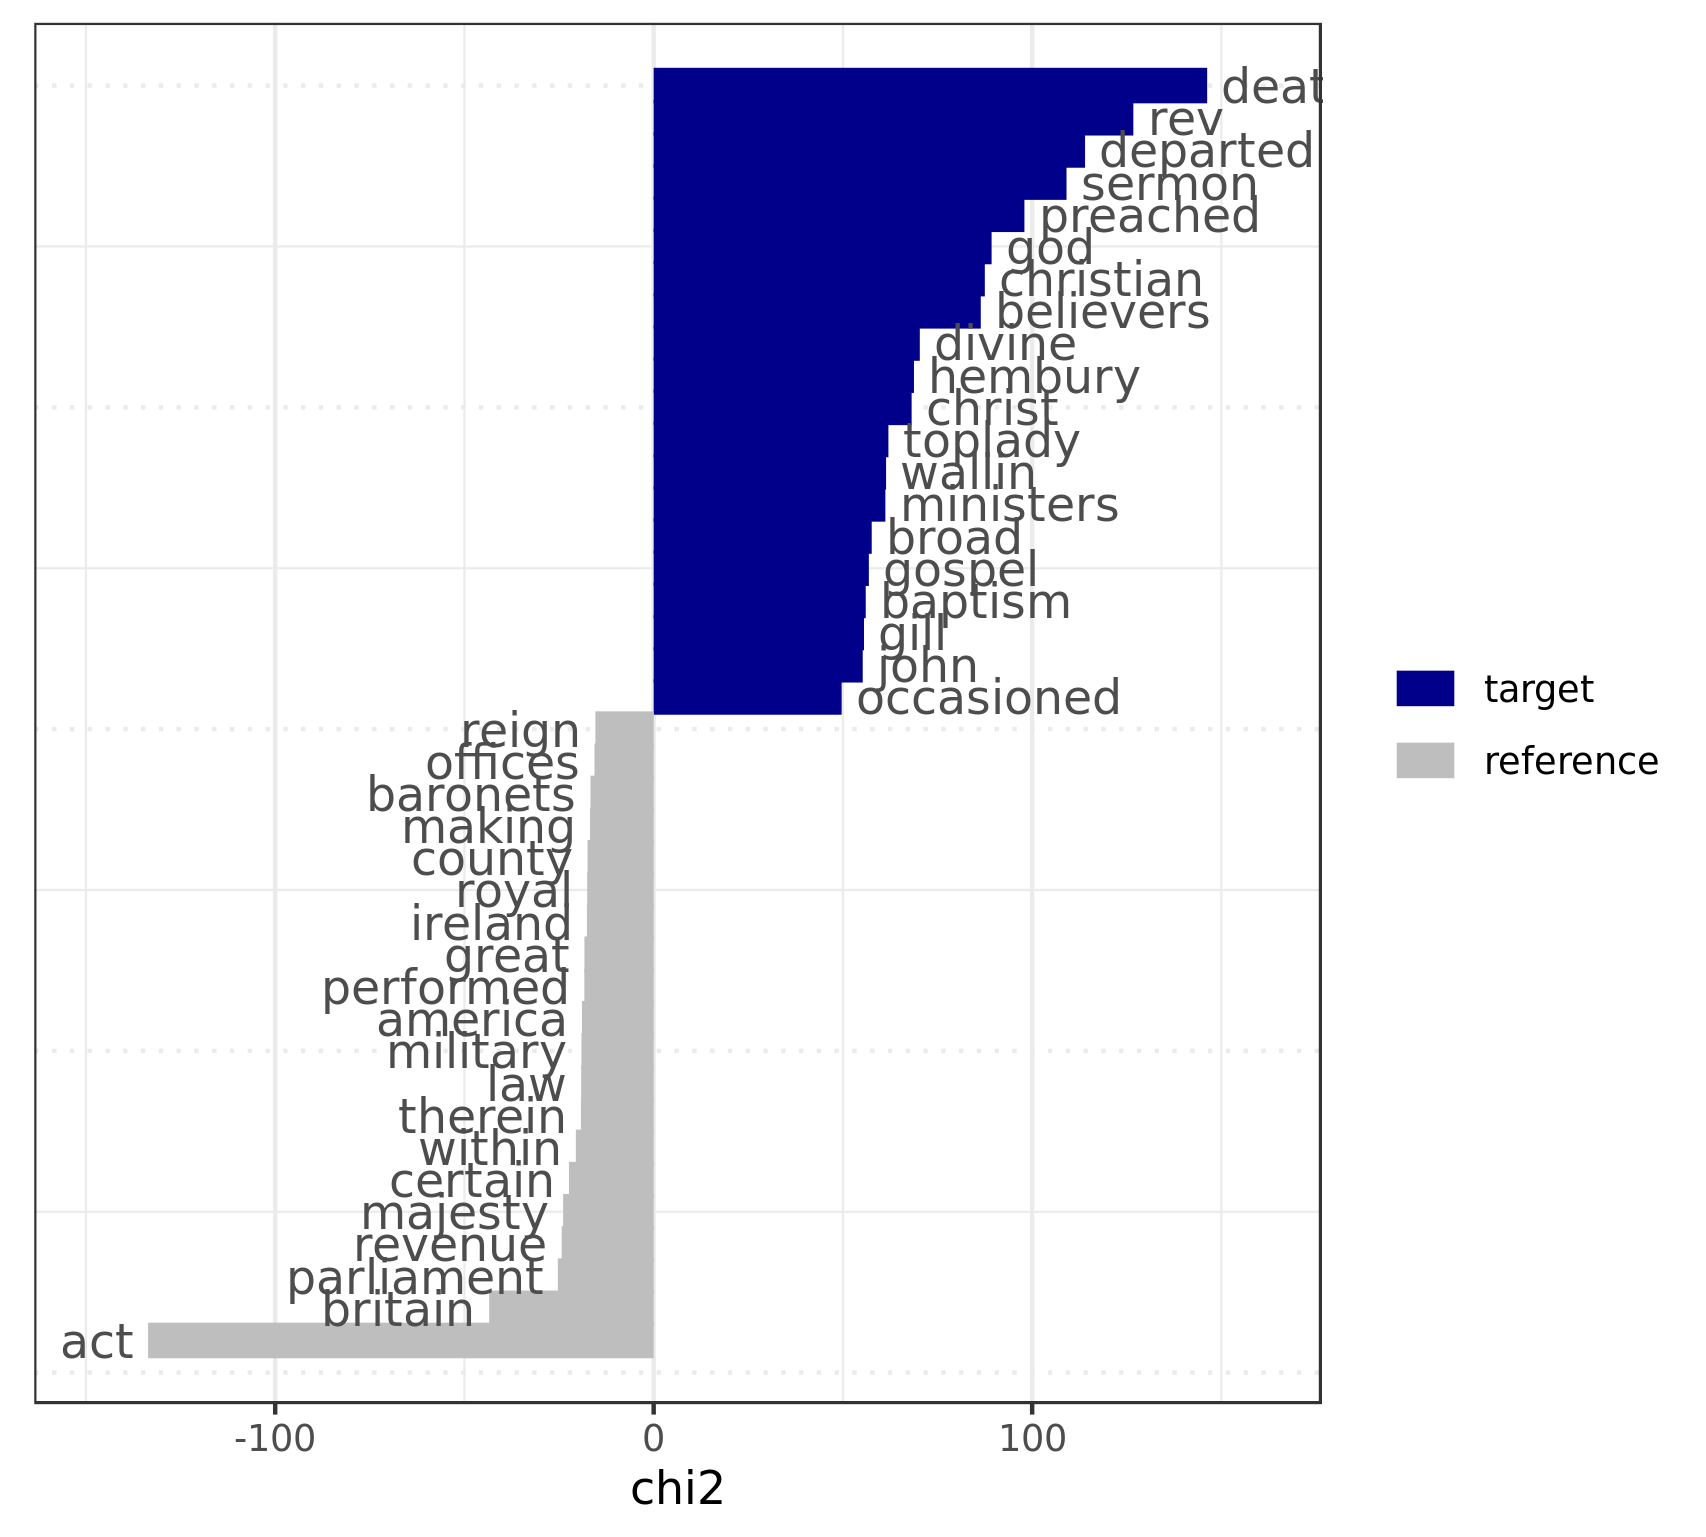 deat
rev
departed
sermon
preached
god
christian
believers
divine
hembury
christ
toplady
wallin
ministers
broad
gospel
baptism
gill
john
occasioned
reign
offices
baronets
making
county
royal
ireland
great
performed
america
military
law
therein
within
certain
majesty
revenue
parliament
britain
act
target
reference
-100 0 100
chi2